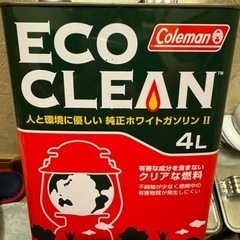 Coleman
ECO
CLEAN™
人と環境に優しい 純正ホワイトガソリンⅡ
4L
有害な成分を含まない
クリアな燃料
不純物が少なく燃焼中の
有害物質が発生しにくい